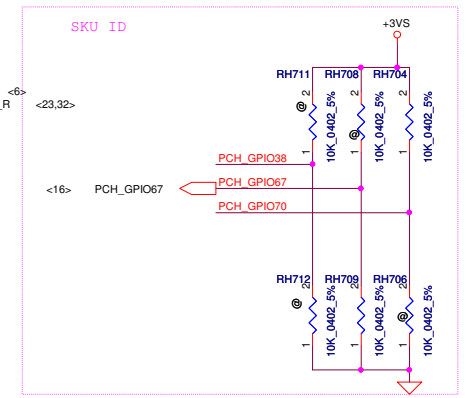 SKU ID
+3VS
RH711 RH708 RH704
<6>
R <23,32>
2 2 2
@ @
10K_0402_5% 10K_0402_5% 10K_0402_5%
1 1 1
PCH_GPIO38
<16> PCH_GPIO67 PCH_GPIO67
PCH_GPIO70
RH712 RH709 RH706
2 2 2
@ @
10K_0402_5% 10K_0402_5% 10K_0402_5%
1 1 1